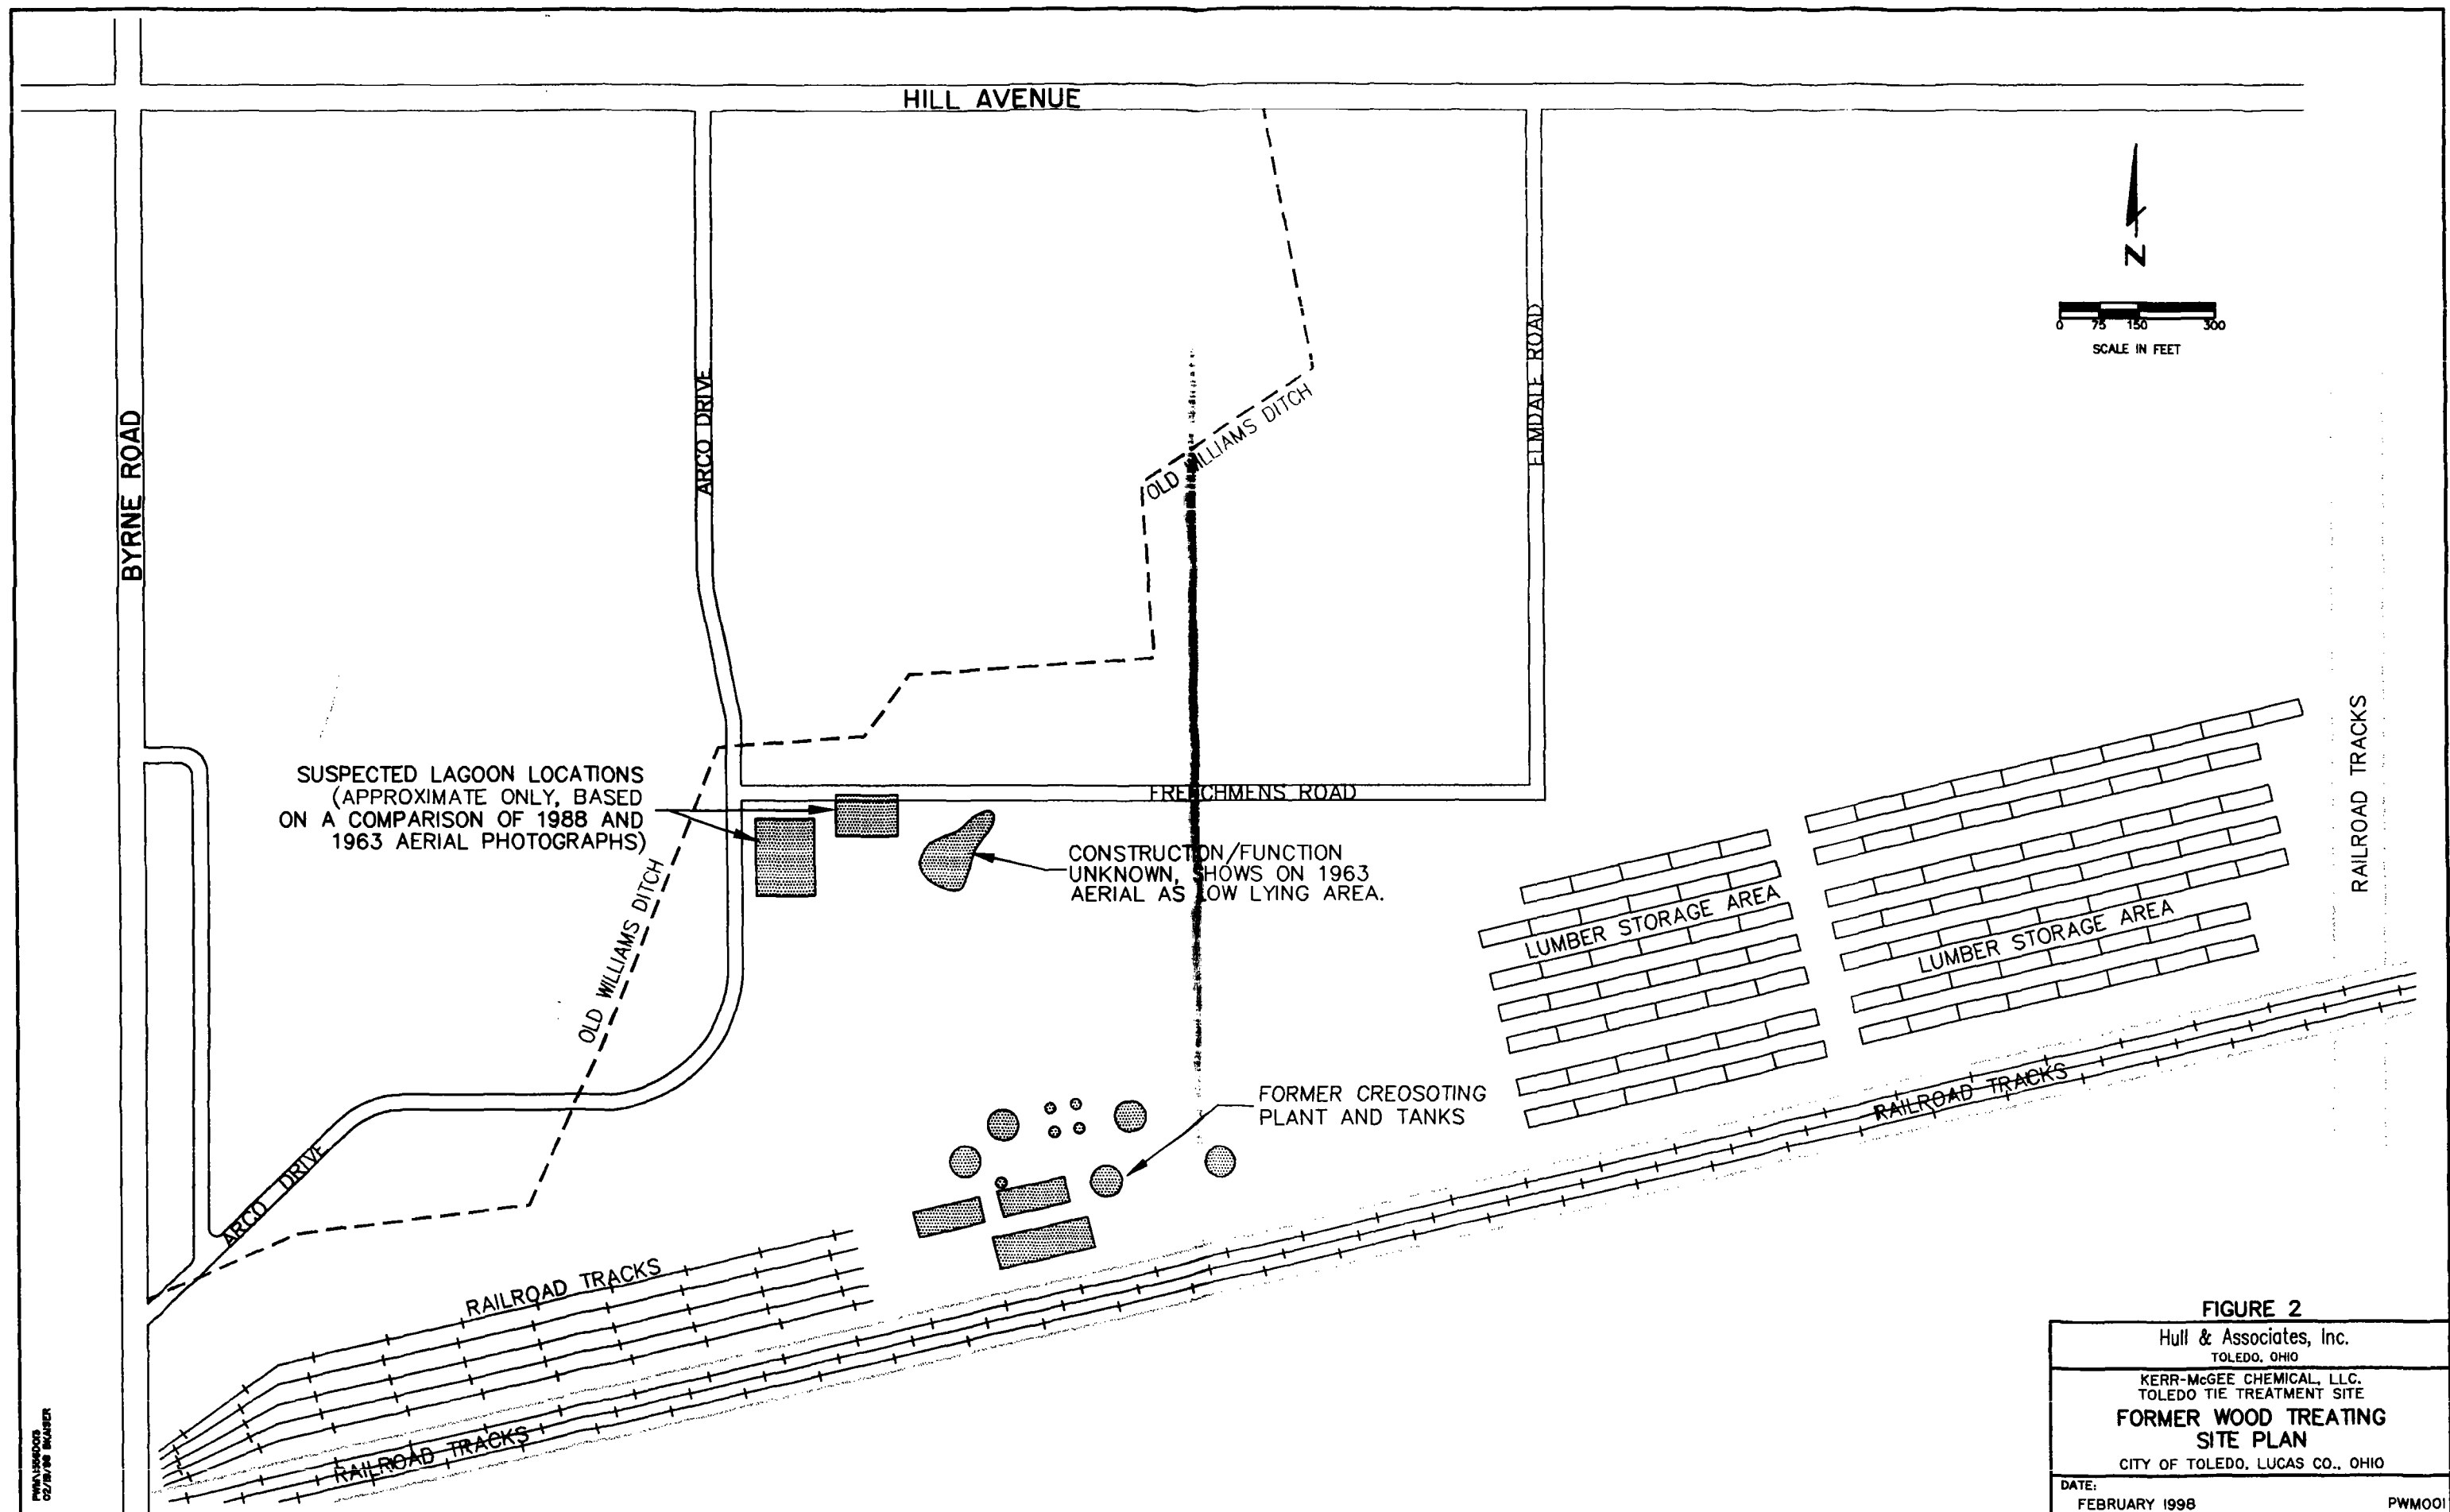 HILL AVENUE
BYRNE ROAD
ARCO DRIVE
ELMDALE ROAD
N
0 75 150 300
SCALE IN FEET
OLD WILLIAMS DITCH
RAILROAD TRACKS
SUSPECTED LAGOON LOCATIONS
(APPROXIMATE ONLY, BASED
ON A COMPARISON OF 1988 AND
1963 AERIAL PHOTOGRAPHS)
FRENCHMENS ROAD
CONSTRUCTION/FUNCTION
UNKNOWN, SHOWS ON 1963
AERIAL AS LOW LYING AREA.
LUMBER STORAGE AREA
LUMBER STORAGE AREA
OLD WILLIAMS DITCH
FORMER CREOSOTING
PLANT AND TANKS
RAILROAD TRACKS
ARCO DRIVE
RAILROAD TRACKS
RAILROAD TRACKS
FIGURE 2
Hull & Associates, Inc.
TOLEDO, OHIO
KERR-McGEE CHEMICAL, LLC.
TOLEDO TIE TREATMENT SITE
FORMER WOOD TREATING
SITE PLAN
CITY OF TOLEDO, LUCAS CO., OHIO
DATE:
FEBRUARY 1998 PWM001